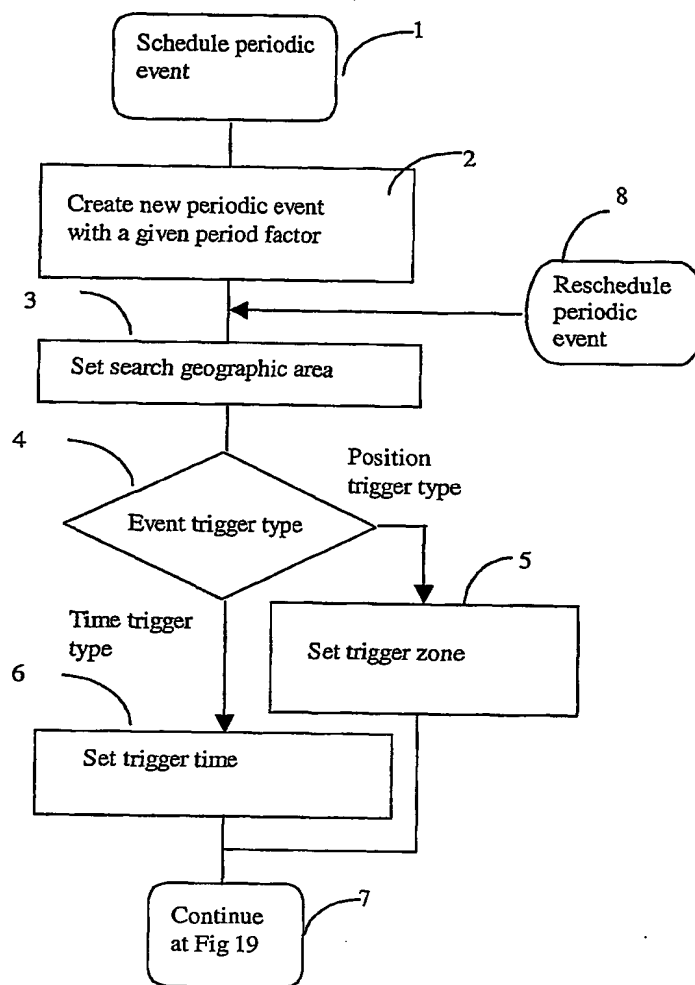 Schedule periodic
event
1
Create new periodic event
with a given period factor
2
8
Reschedule
periodic
event
3
Set search geographic area
4
Event trigger type
Position
trigger type
5
Set trigger zone
Time trigger
type
6
Set trigger time
Continue
at Fig 19
7